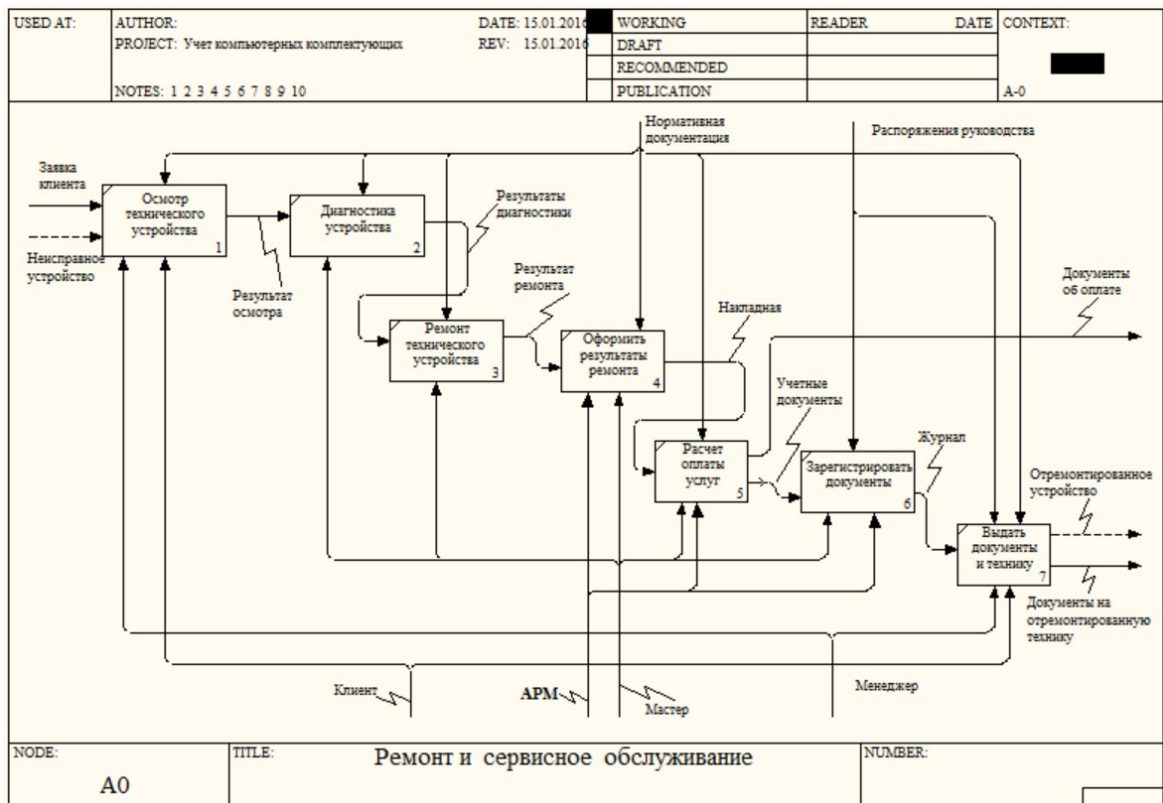 USED AT:
AUTHOR:
DATE: 15.01.2016
PROJECT: Учет компьютерных комплектующих
REV: 15.01.2016
NOTES: 1 2 3 4 5 6 7 8 9 10
WORKING
DRAFT
RECOMMENDED
PUBLICATION
READER
DATE
CONTEXT:
A-0
Нормативная
документация
Распоряжения руководства
Заявка
клиента
Осмотр
технического
устройства
1
Диагностика
устройства
2
Результаты
диагностики
Неисправное
устройство
Результат
осмотра
Результат
ремонта
Документы
об оплате
Накладная
Ремонт
технического
устройства
3
Оформить
результаты
ремонта
4
Учетные
документы
Расчет
оплаты
услуг
5
Зарегистрировать
документы
6
Журнал
Отремонтированное
устройство
Выдать
документы
и технику
7
Документы на
отремонтированную
технику
Клиент
АРМ
Мастер
Менеджер
NODE:
A0
TITLE:
Ремонт и сервисное обслуживание
NUMBER: